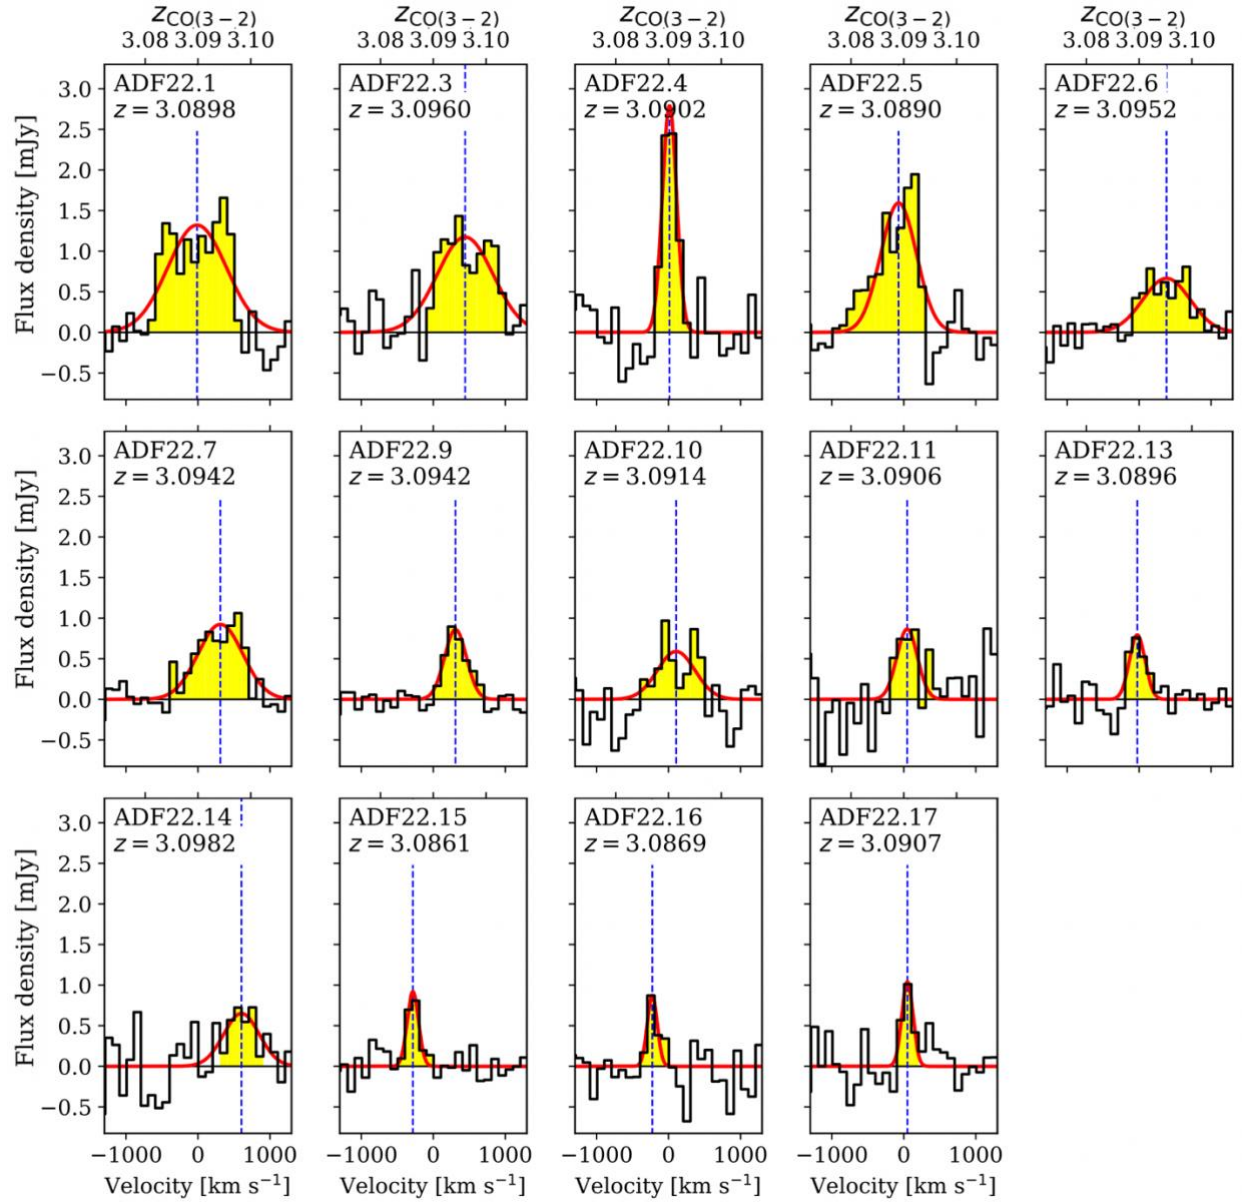 z_CO(3−2) z_CO(3−2) z_CO(3−2) z_CO(3−2) z_CO(3−2)
3.08 3.09 3.10 3.08 3.09 3.10 3.08 3.09 3.10 3.08 3.09 3.10 3.08 3.09 3.10
ADF22.1 ADF22.3 ADF22.4 ADF22.5 ADF22.6
z = 3.0898 z = 3.0960 z = 3.0902 z = 3.0890 z = 3.0952
3.0
2.5
2.0
1.5
1.0
0.5
0.0
−0.5
Flux density [mJy]
ADF22.7 ADF22.9 ADF22.10 ADF22.11 ADF22.13
z = 3.0942 z = 3.0942 z = 3.0914 z = 3.0906 z = 3.0896
3.0
2.5
2.0
1.5
1.0
0.5
0.0
−0.5
Flux density [mJy]
ADF22.14 ADF22.15 ADF22.16 ADF22.17
z = 3.0982 z = 3.0861 z = 3.0869 z = 3.0907
3.0
2.5
2.0
1.5
1.0
0.5
0.0
−0.5
Flux density [mJy]
−1000 0 1000 −1000 0 1000 −1000 0 1000 −1000 0 1000
Velocity [km s⁻¹] Velocity [km s⁻¹] Velocity [km s⁻¹] Velocity [km s⁻¹]